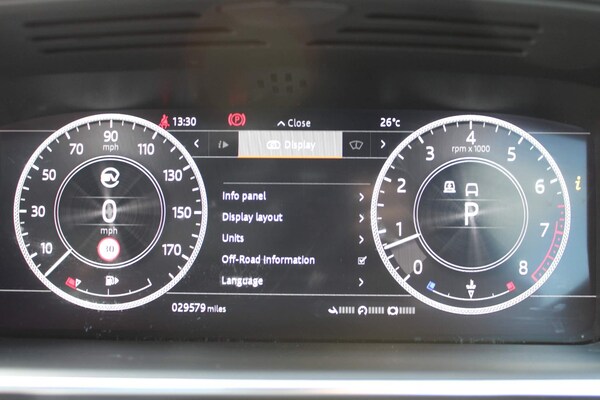 13:30
Close
26°c
Display
90
mph
70
110
50
130
30
150
10
170
0
mph
Info panel
Display layout
Units
Off-Road Information
Language
029579 miles
rpm x 1000
0
1
2
3
4
5
6
7
8
P
i